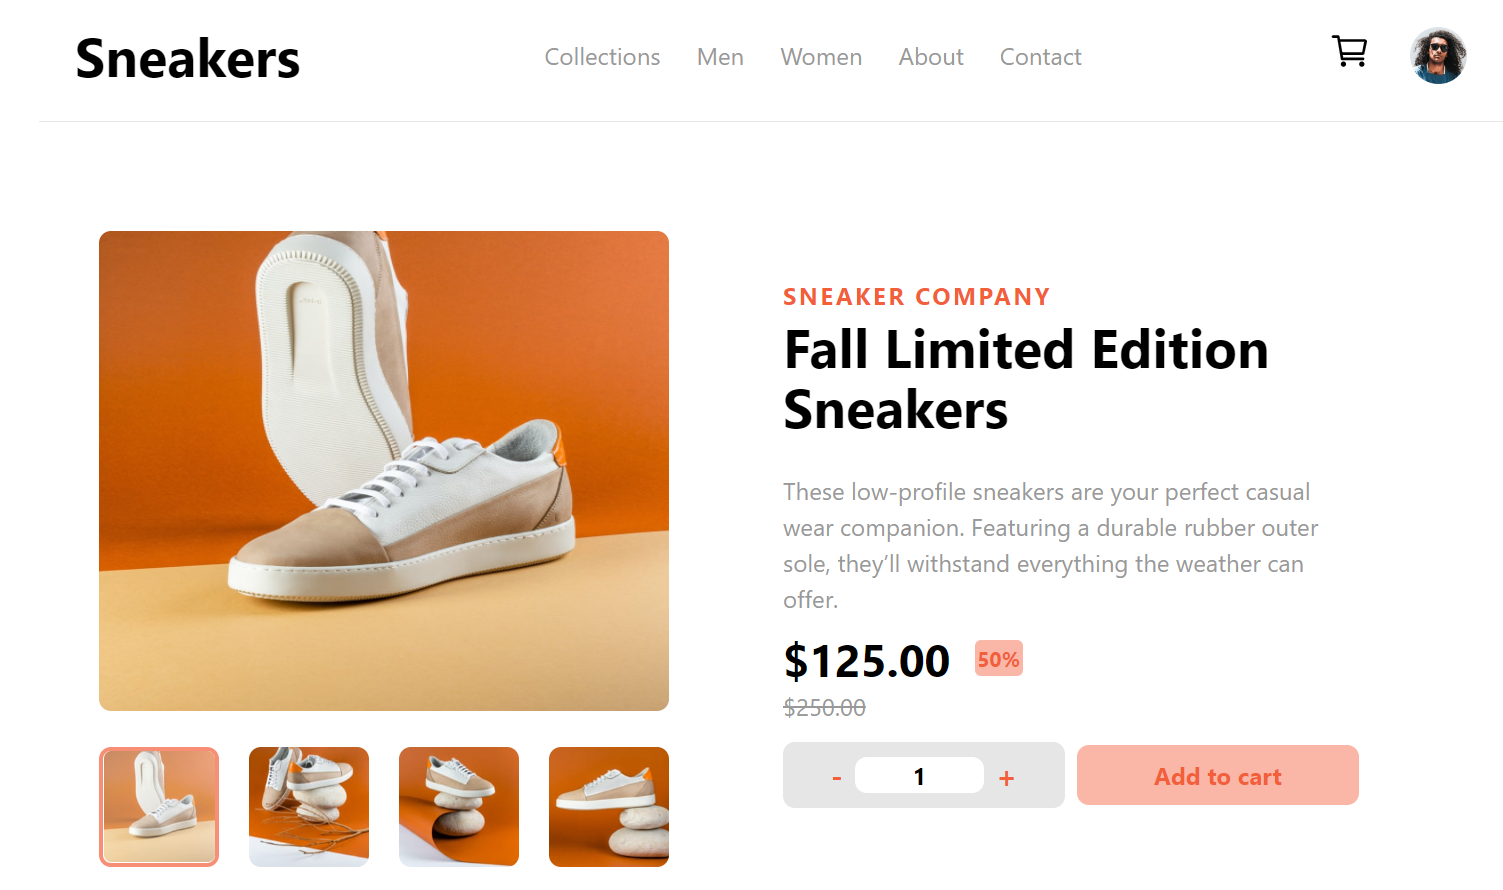 Sneakers
Collections Men Women About Contact
SNEAKER COMPANY
Fall Limited Edition
Sneakers
These low-profile sneakers are your perfect casual
wear companion. Featuring a durable rubber outer
sole, they’ll withstand everything the weather can
offer.
$125.00 50%
$250.00
- 1 + Add to cart